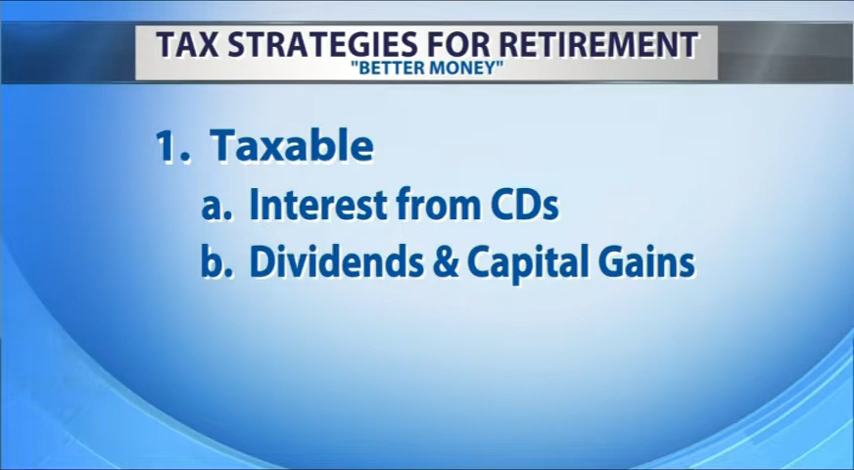 TAX STRATEGIES FOR RETIREMENT
"BETTER MONEY"
1. Taxable
a. Interest from CDs
b. Dividends & Capital Gains